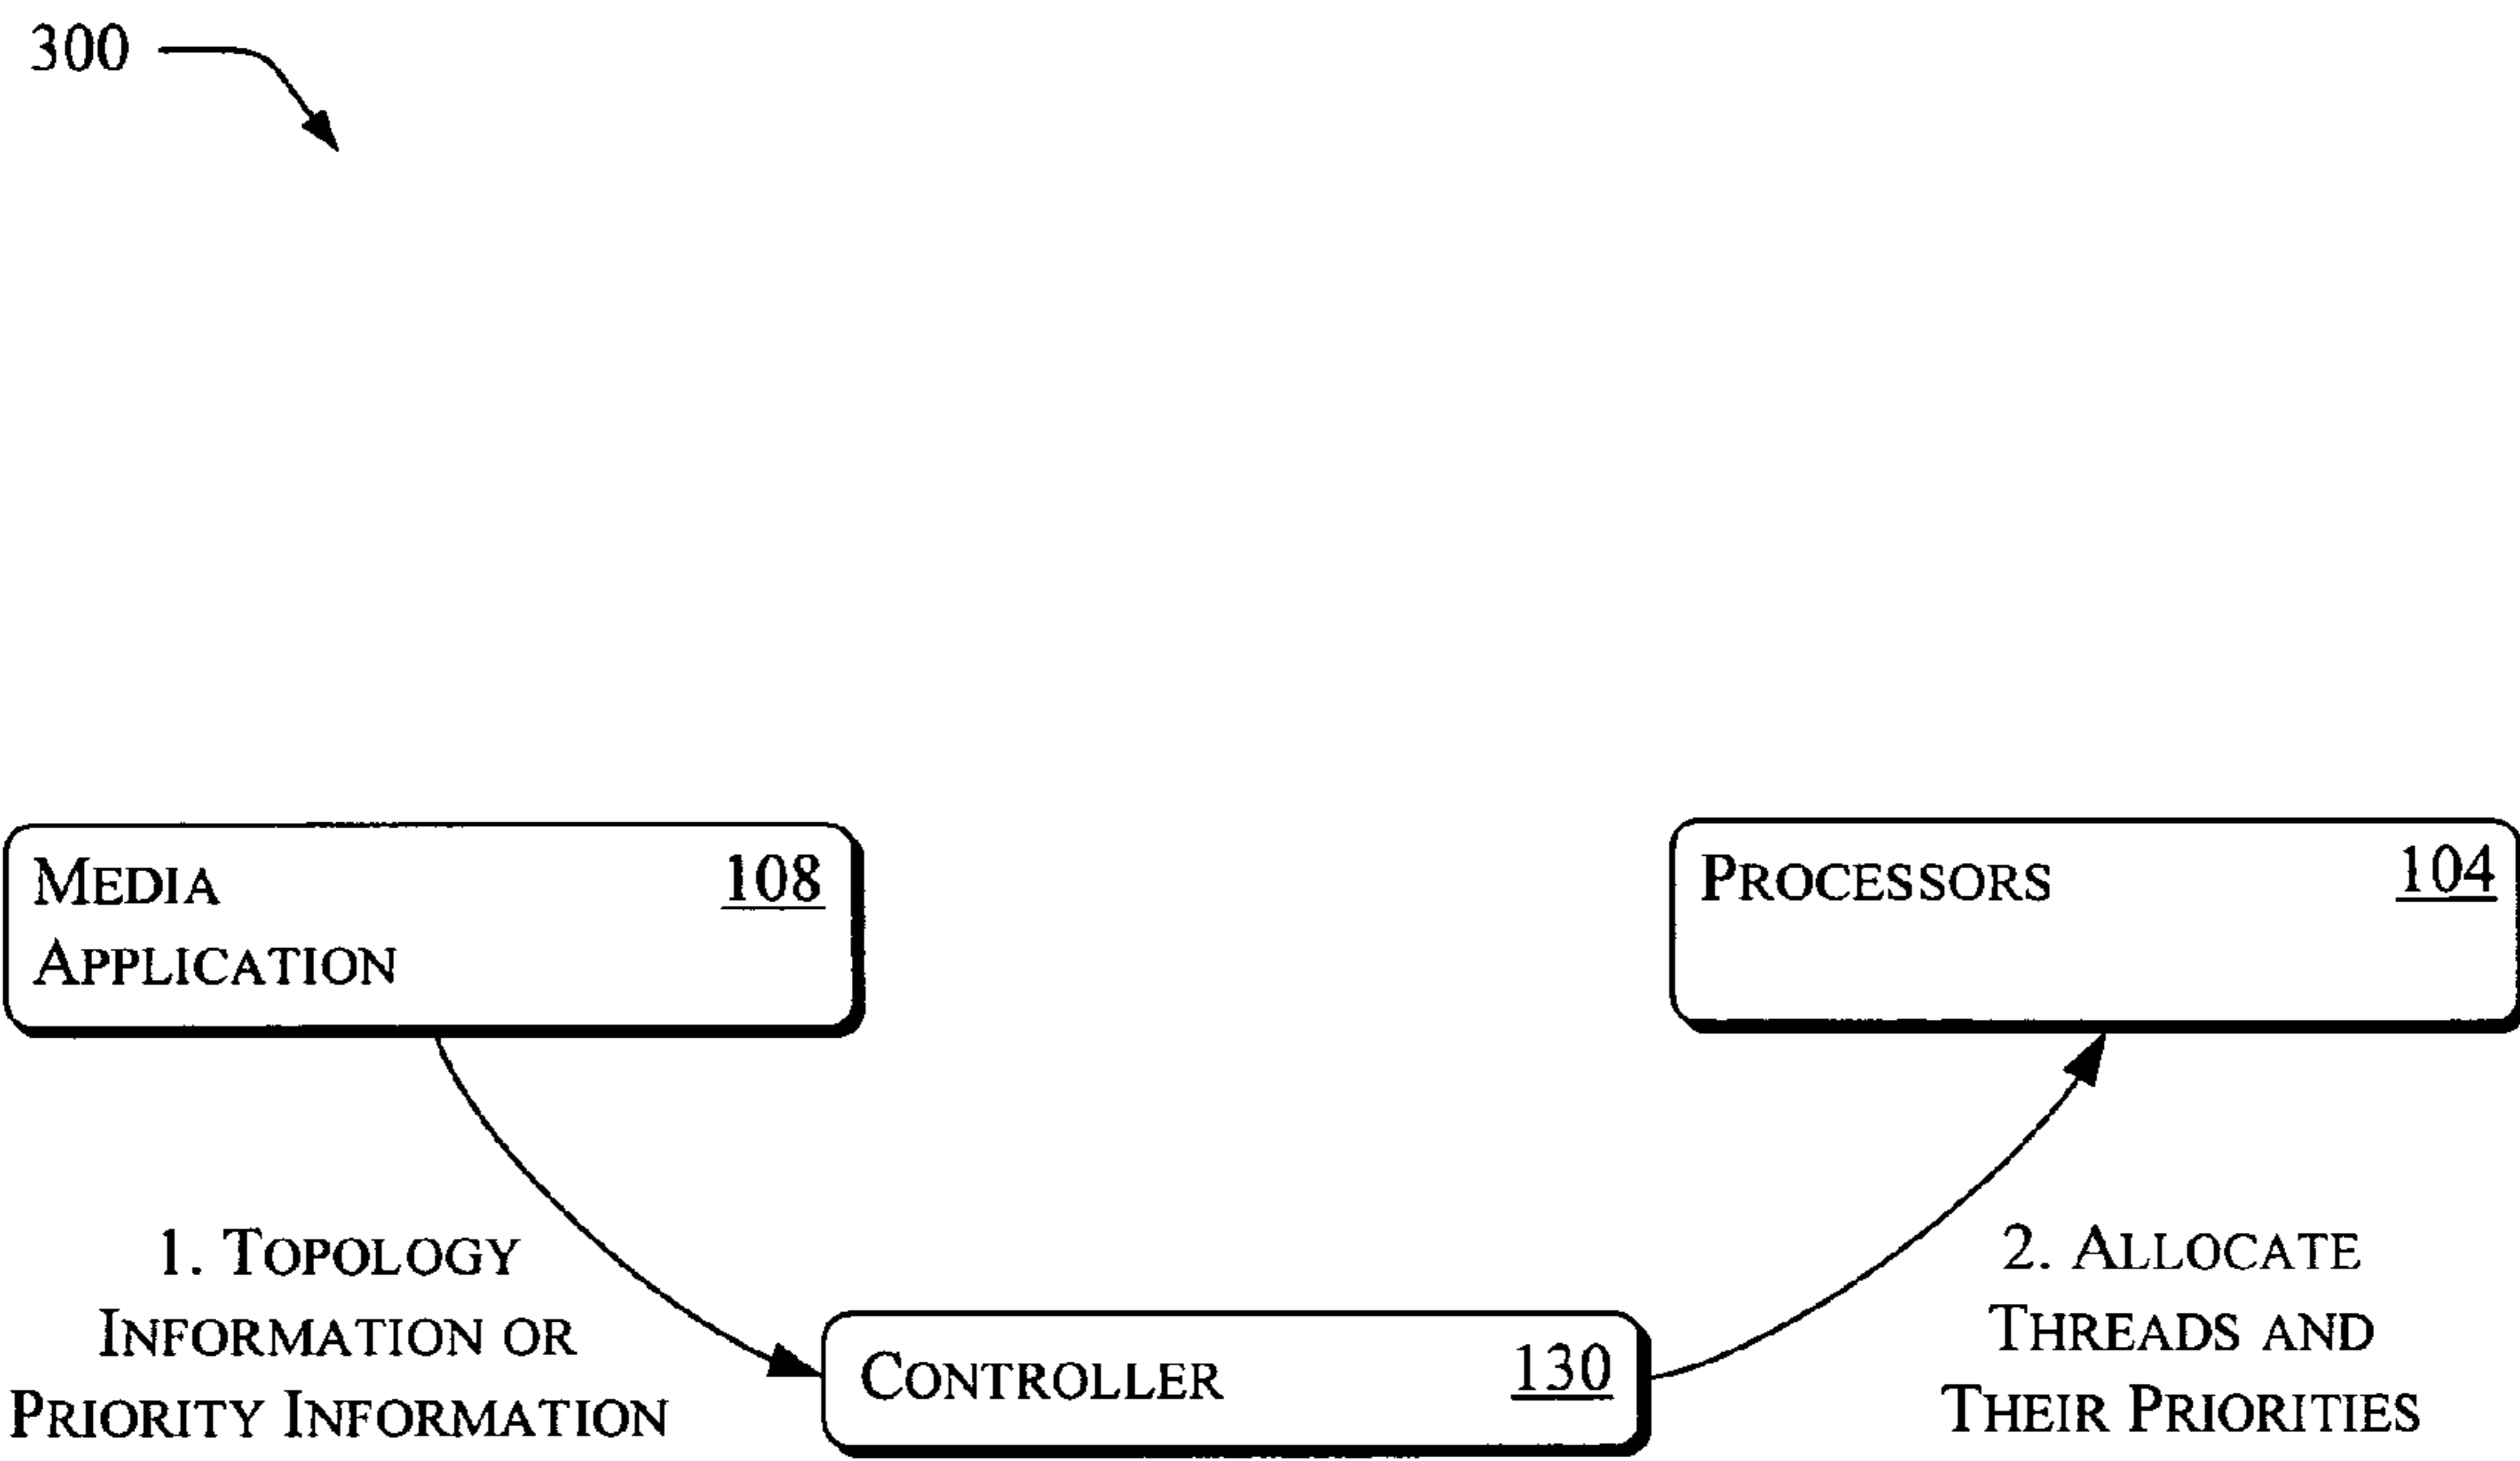 300
MEDIA 108
APPLICATION
PROCESSORS 104
1. TOPOLOGY
INFORMATION OR
PRIORITY INFORMATION
CONTROLLER 130
2. ALLOCATE
THREADS AND
THEIR PRIORITIES